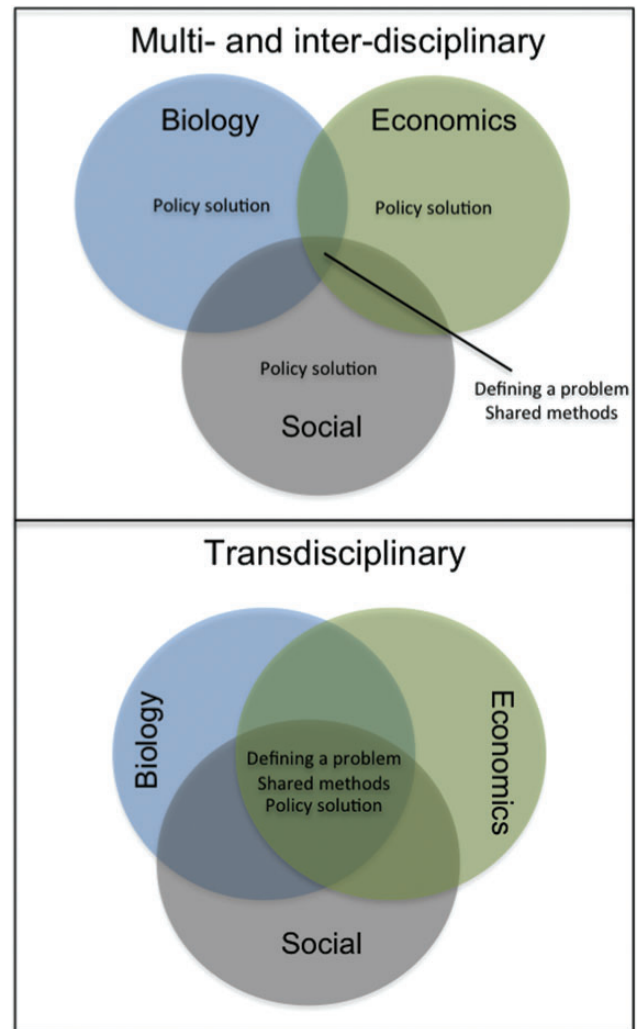 Multi- and inter-disciplinary
Biology
Economics
Policy solution
Policy solution
Policy solution
Social
Defining a problem
Shared methods
Transdisciplinary
Biology
Economics
Defining a problem
Shared methods
Policy solution
Social